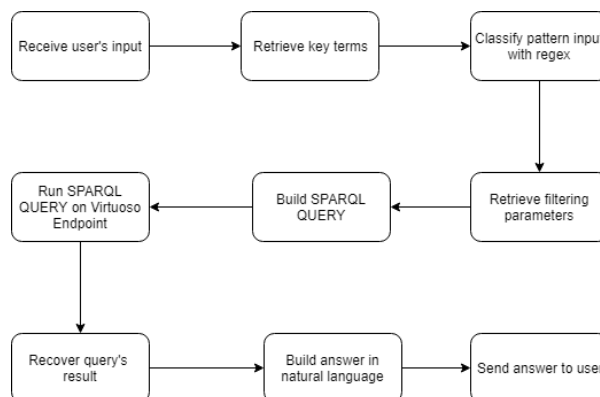 Receive user's input
Retrieve key terms
Classify pattern input
with regex
Run SPARQL
QUERY on Virtuoso
Endpoint
Build SPARQL
QUERY
Retrieve filtering
parameters
Recover query's
result
Build answer in
natural language
Send answer to user